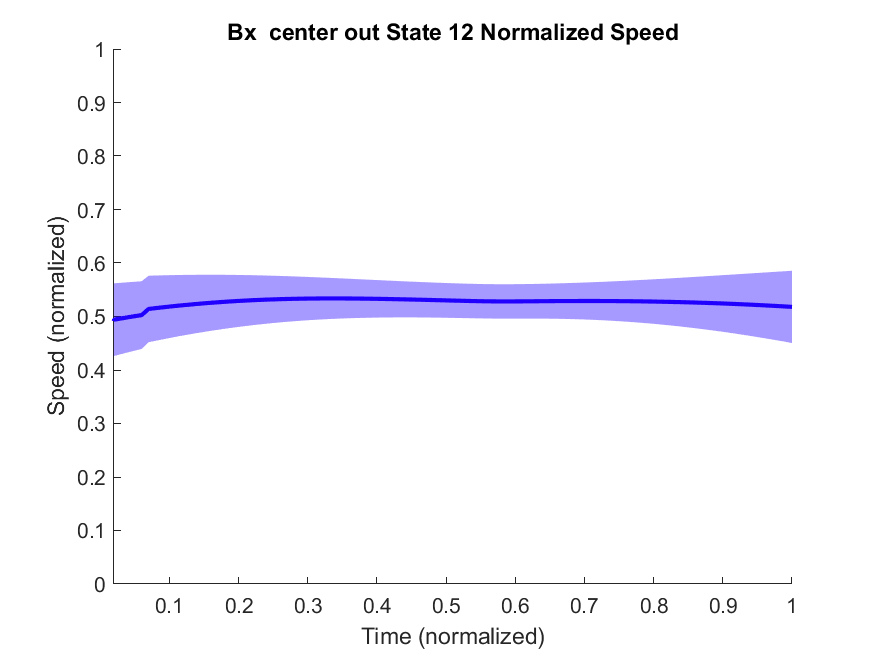 Bx  center out State 12 Normalized Speed
1
0.9
0.8
0.7
0.6
0.5
0.4
0.3
0.2
0.1
0
Speed (normalized)
0.1 0.2 0.3 0.4 0.5 0.6 0.7 0.8 0.9 1
Time (normalized)